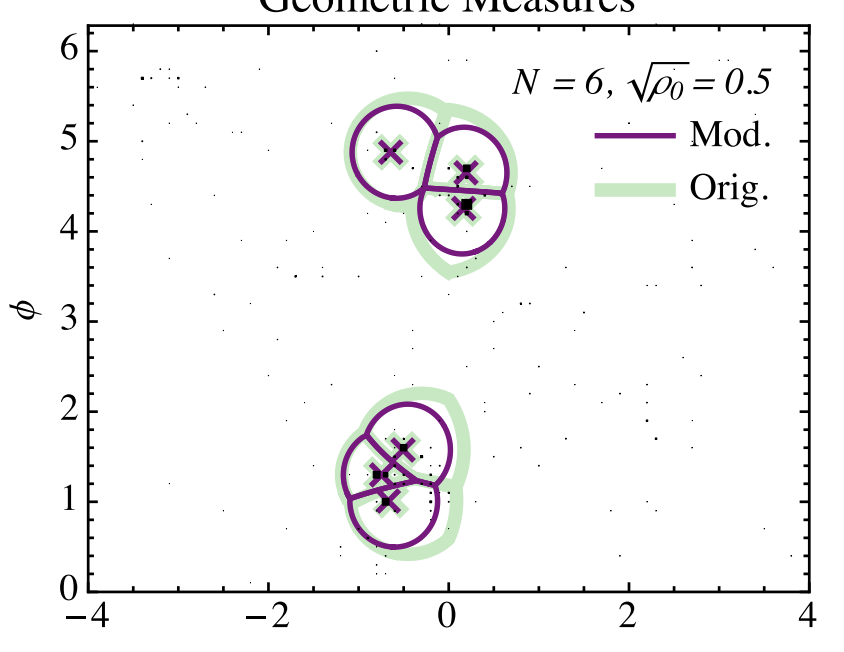 Geometric Measures
N = 6, √ρ₀ = 0.5
Mod.
Orig.
ϕ
6
5
4
3
2
1
0
−4 −2 0 2 4